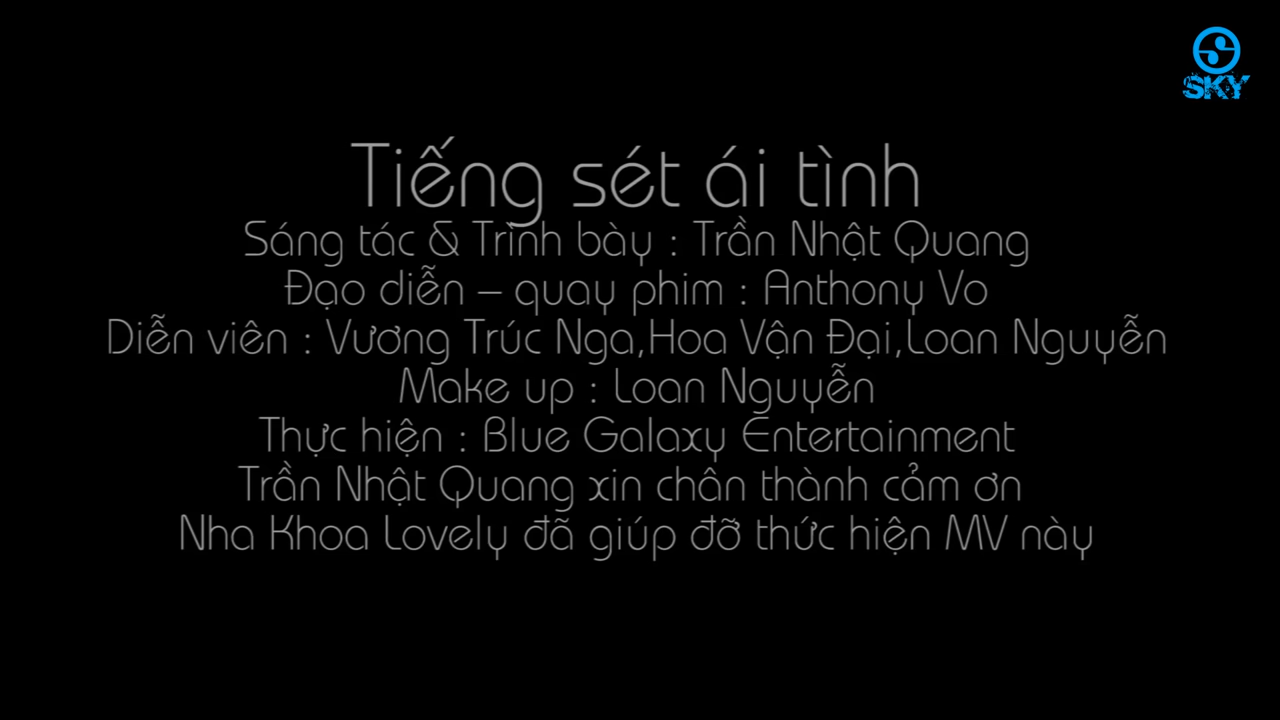 SKY
Tiếng sét ái tình
Sáng tác & Trình bày : Trần Nhật Quang
Đạo diễn – quay phim : Anthony Vo
Diễn viên : Vương Trúc Nga,Hoa Vận Đại,Loan Nguyễn
Make up : Loan Nguyễn
Thực hiện : Blue Galaxy Entertainment
Trần Nhật Quang xin chân thành cảm ơn
Nha Khoa Lovely đã giúp đỡ thức hiện MV này